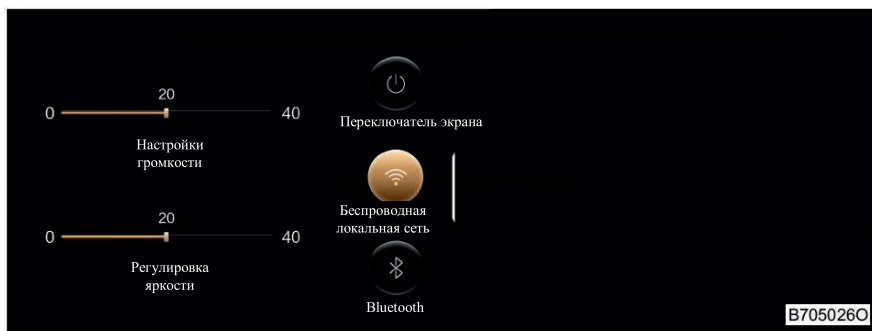 20
0
40
Настройки
громкости
20
0
40
Регулировка
яркости
Переключатель экрана
Беспроводная
локальная сеть
Bluetooth
B705026O